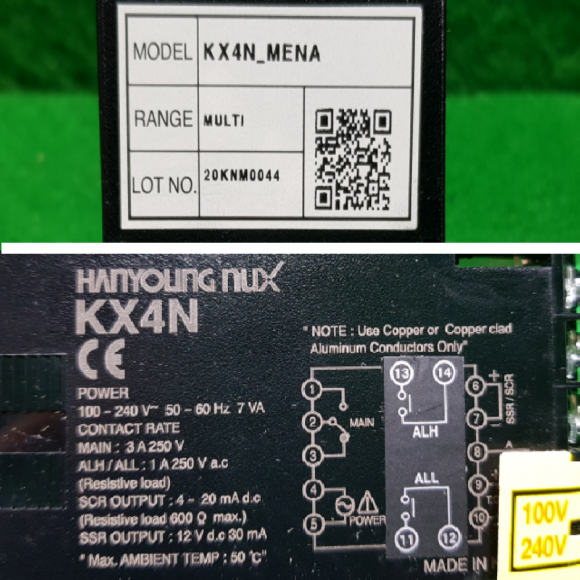 MODEL KX4N_MENA
RANGE MULTI
LOT NO. 20KNM0044
HANYOUNG nUX
KX4N
CE
POWER
100 - 240 V~ 50 - 60 Hz 7 VA
CONTACT RATE
MAIN : 3 A 250 V
ALH / ALL : 1 A 250 V a.c
(Resistive load)
SCR OUTPUT : 4 - 20 mA d.c
(Resistive load 600 Ω max.)
SSR OUTPUT : 12 V d.c 30 mA
"Max. AMBIENT TEMP : 50 ℃"
"NOTE : Use Copper or Copper clad
Aluminum Conductors Only"
13 14
1 6 +
SSR / SCR
2 MAIN 7 -
ALH
3 8 A
ALL
4 9
5 POWER 10
11 12
MADE IN
100V
240V